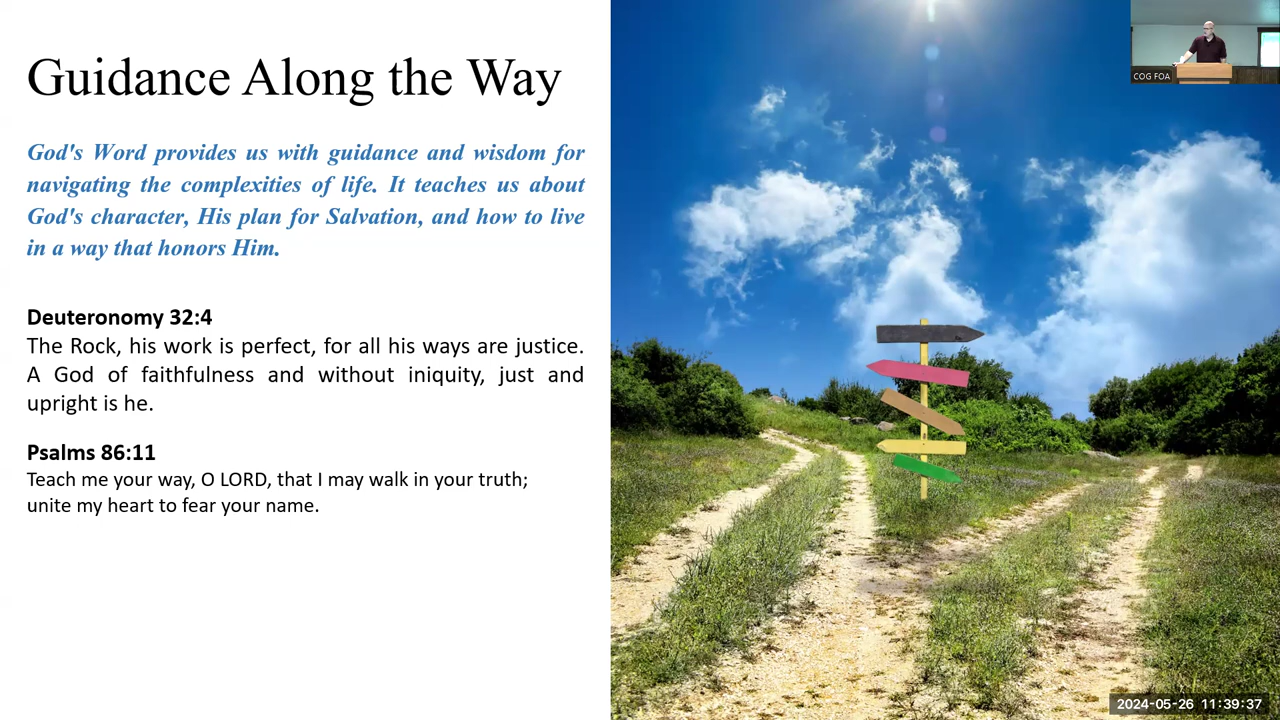 Guidance Along the Way
God's Word provides us with guidance and wisdom for
navigating the complexities of life. It teaches us about
God's character, His plan for Salvation, and how to live
in a way that honors Him.
Deuteronomy 32:4
The Rock, his work is perfect, for all his ways are justice.
A God of faithfulness and without iniquity, just and
upright is he.
Psalms 86:11
Teach me your way, O LORD, that I may walk in your truth;
unite my heart to fear your name.
COG FOA
2024-05-26 11:39:37